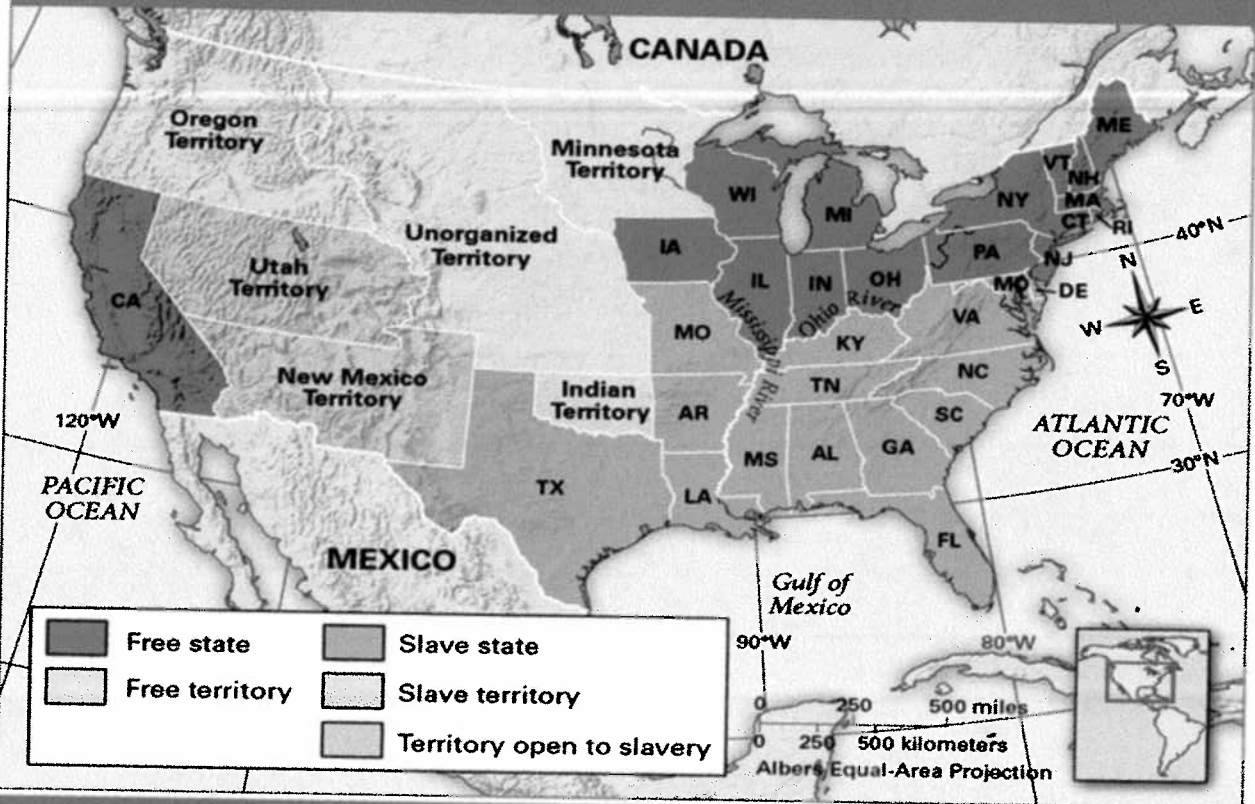 CANADA
Oregon
Territory
Minnesota
Territory
Unorganized
Territory
Utah
Territory
New Mexico
Territory
Indian
Territory
ME
VT
NH
MA
CT
RI
NY
WI
MI
PA
NJ
IA
IL
IN
OH
MO
DE
CA
MO
KY
VA
TN
NC
AR
SC
MS
AL
GA
TX
LA
FL
Mississippi River
Ohio River
40°N
N
E
W
S
70°W
120°W
ATLANTIC
OCEAN
30°N
PACIFIC
OCEAN
MEXICO
Gulf of
Mexico
90°W
80°W
Free state
Slave state
Free territory
Slave territory
Territory open to slavery
0 250 500 miles
0 250 500 kilometers
Albers Equal-Area Projection